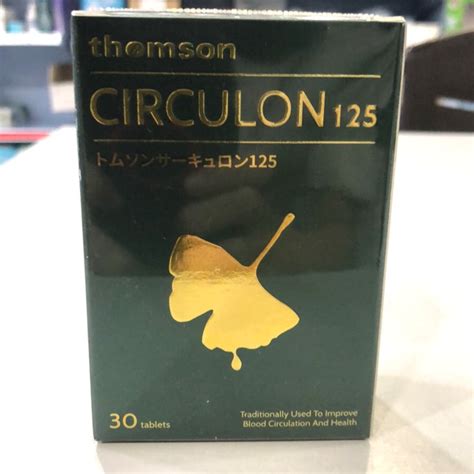 thomson
CIRCULON 125
トムソンサーキュロン125
30 tablets
Traditionally Used To Improve
Blood Circulation And Health